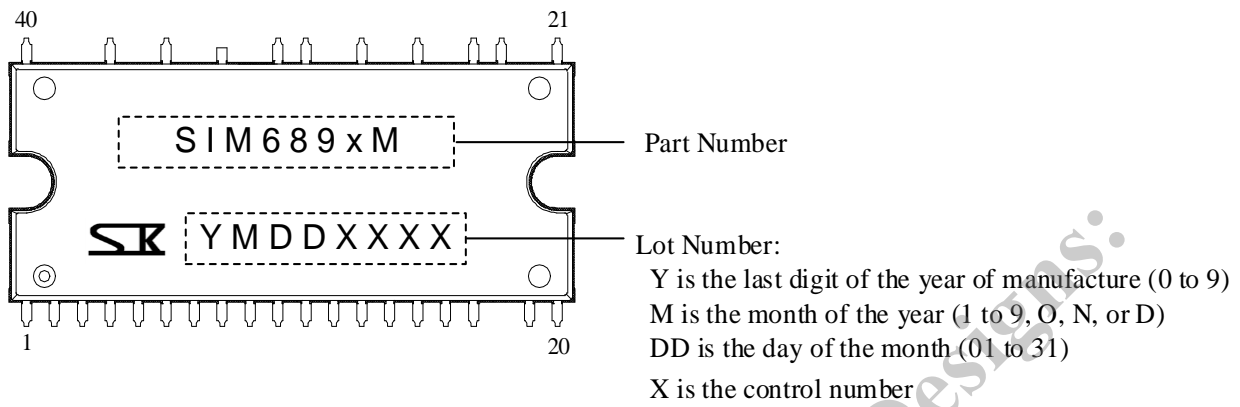 40 21
SIM689xM
Part Number
SK YMDDXXXX
Lot Number:
Y is the last digit of the year of manufacture (0 to 9)
M is the month of the year (1 to 9, O, N, or D)
DD is the day of the month (01 to 31)
X is the control number
1 20
Designs: